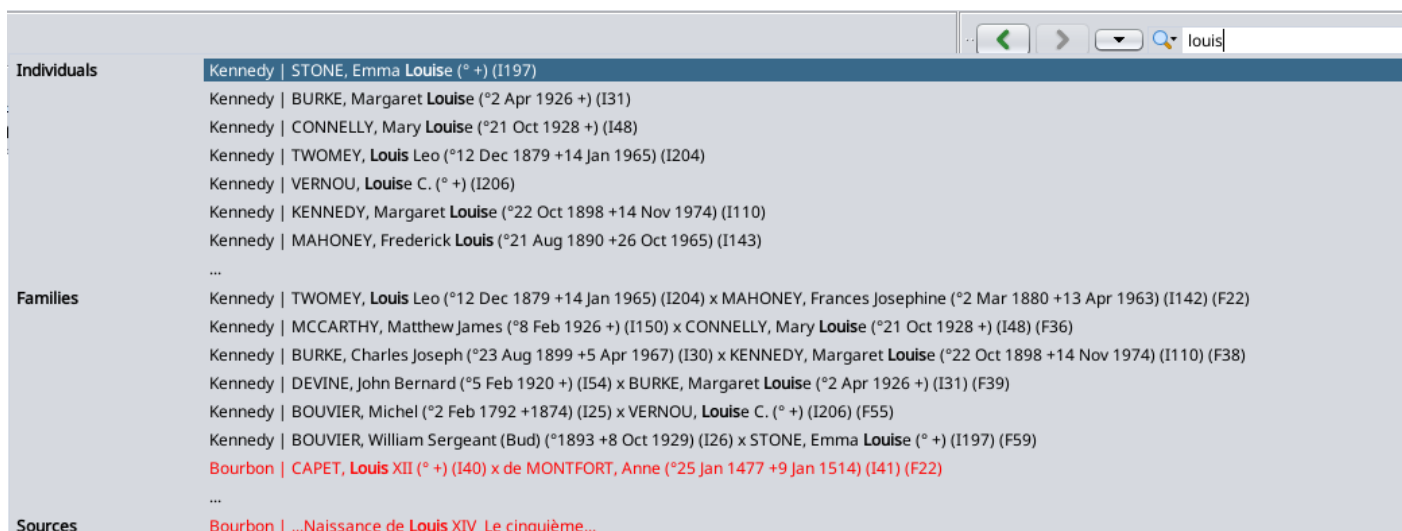 louis
Individuals Kennedy | STONE, Emma Louise (° +) (I197)
Kennedy | BURKE, Margaret Louise (°2 Apr 1926 +) (I31)
Kennedy | CONNELLY, Mary Louise (°21 Oct 1928 +) (I48)
Kennedy | TWOMEY, Louis Leo (°12 Dec 1879 +14 Jan 1965) (I204)
Kennedy | VERNOU, Louise C. (° +) (I206)
Kennedy | KENNEDY, Margaret Louise (°22 Oct 1898 +14 Nov 1974) (I110)
Kennedy | MAHONEY, Frederick Louis (°21 Aug 1890 +26 Oct 1965) (I143)
...
Families Kennedy | TWOMEY, Louis Leo (°12 Dec 1879 +14 Jan 1965) (I204) x MAHONEY, Frances Josephine (°2 Mar 1880 +13 Apr 1963) (I142) (F22)
Kennedy | MCCARTHY, Matthew James (°8 Feb 1926 +) (I150) x CONNELLY, Mary Louise (°21 Oct 1928 +) (I48) (F36)
Kennedy | BURKE, Charles Joseph (°23 Aug 1899 +5 Apr 1967) (I30) x KENNEDY, Margaret Louise (°22 Oct 1898 +14 Nov 1974) (I110) (F38)
Kennedy | DEVINE, John Bernard (°5 Feb 1920 +) (I54) x BURKE, Margaret Louise (°2 Apr 1926 +) (I31) (F39)
Kennedy | BOUVIER, Michel (°2 Feb 1792 +1874) (I25) x VERNOU, Louise C. (° +) (I206) (F55)
Kennedy | BOUVIER, William Sergeant (Bud) (°1893 +8 Oct 1929) (I26) x STONE, Emma Louise (° +) (I197) (F59)
Bourbon | CAPET, Louis XII (° +) (I40) x de MONTFORT, Anne (°25 Jan 1477 +9 Jan 1514) (I41) (F22)
...
Sources Bourbon | ...Naissance de Louis XIV Le cinquième...